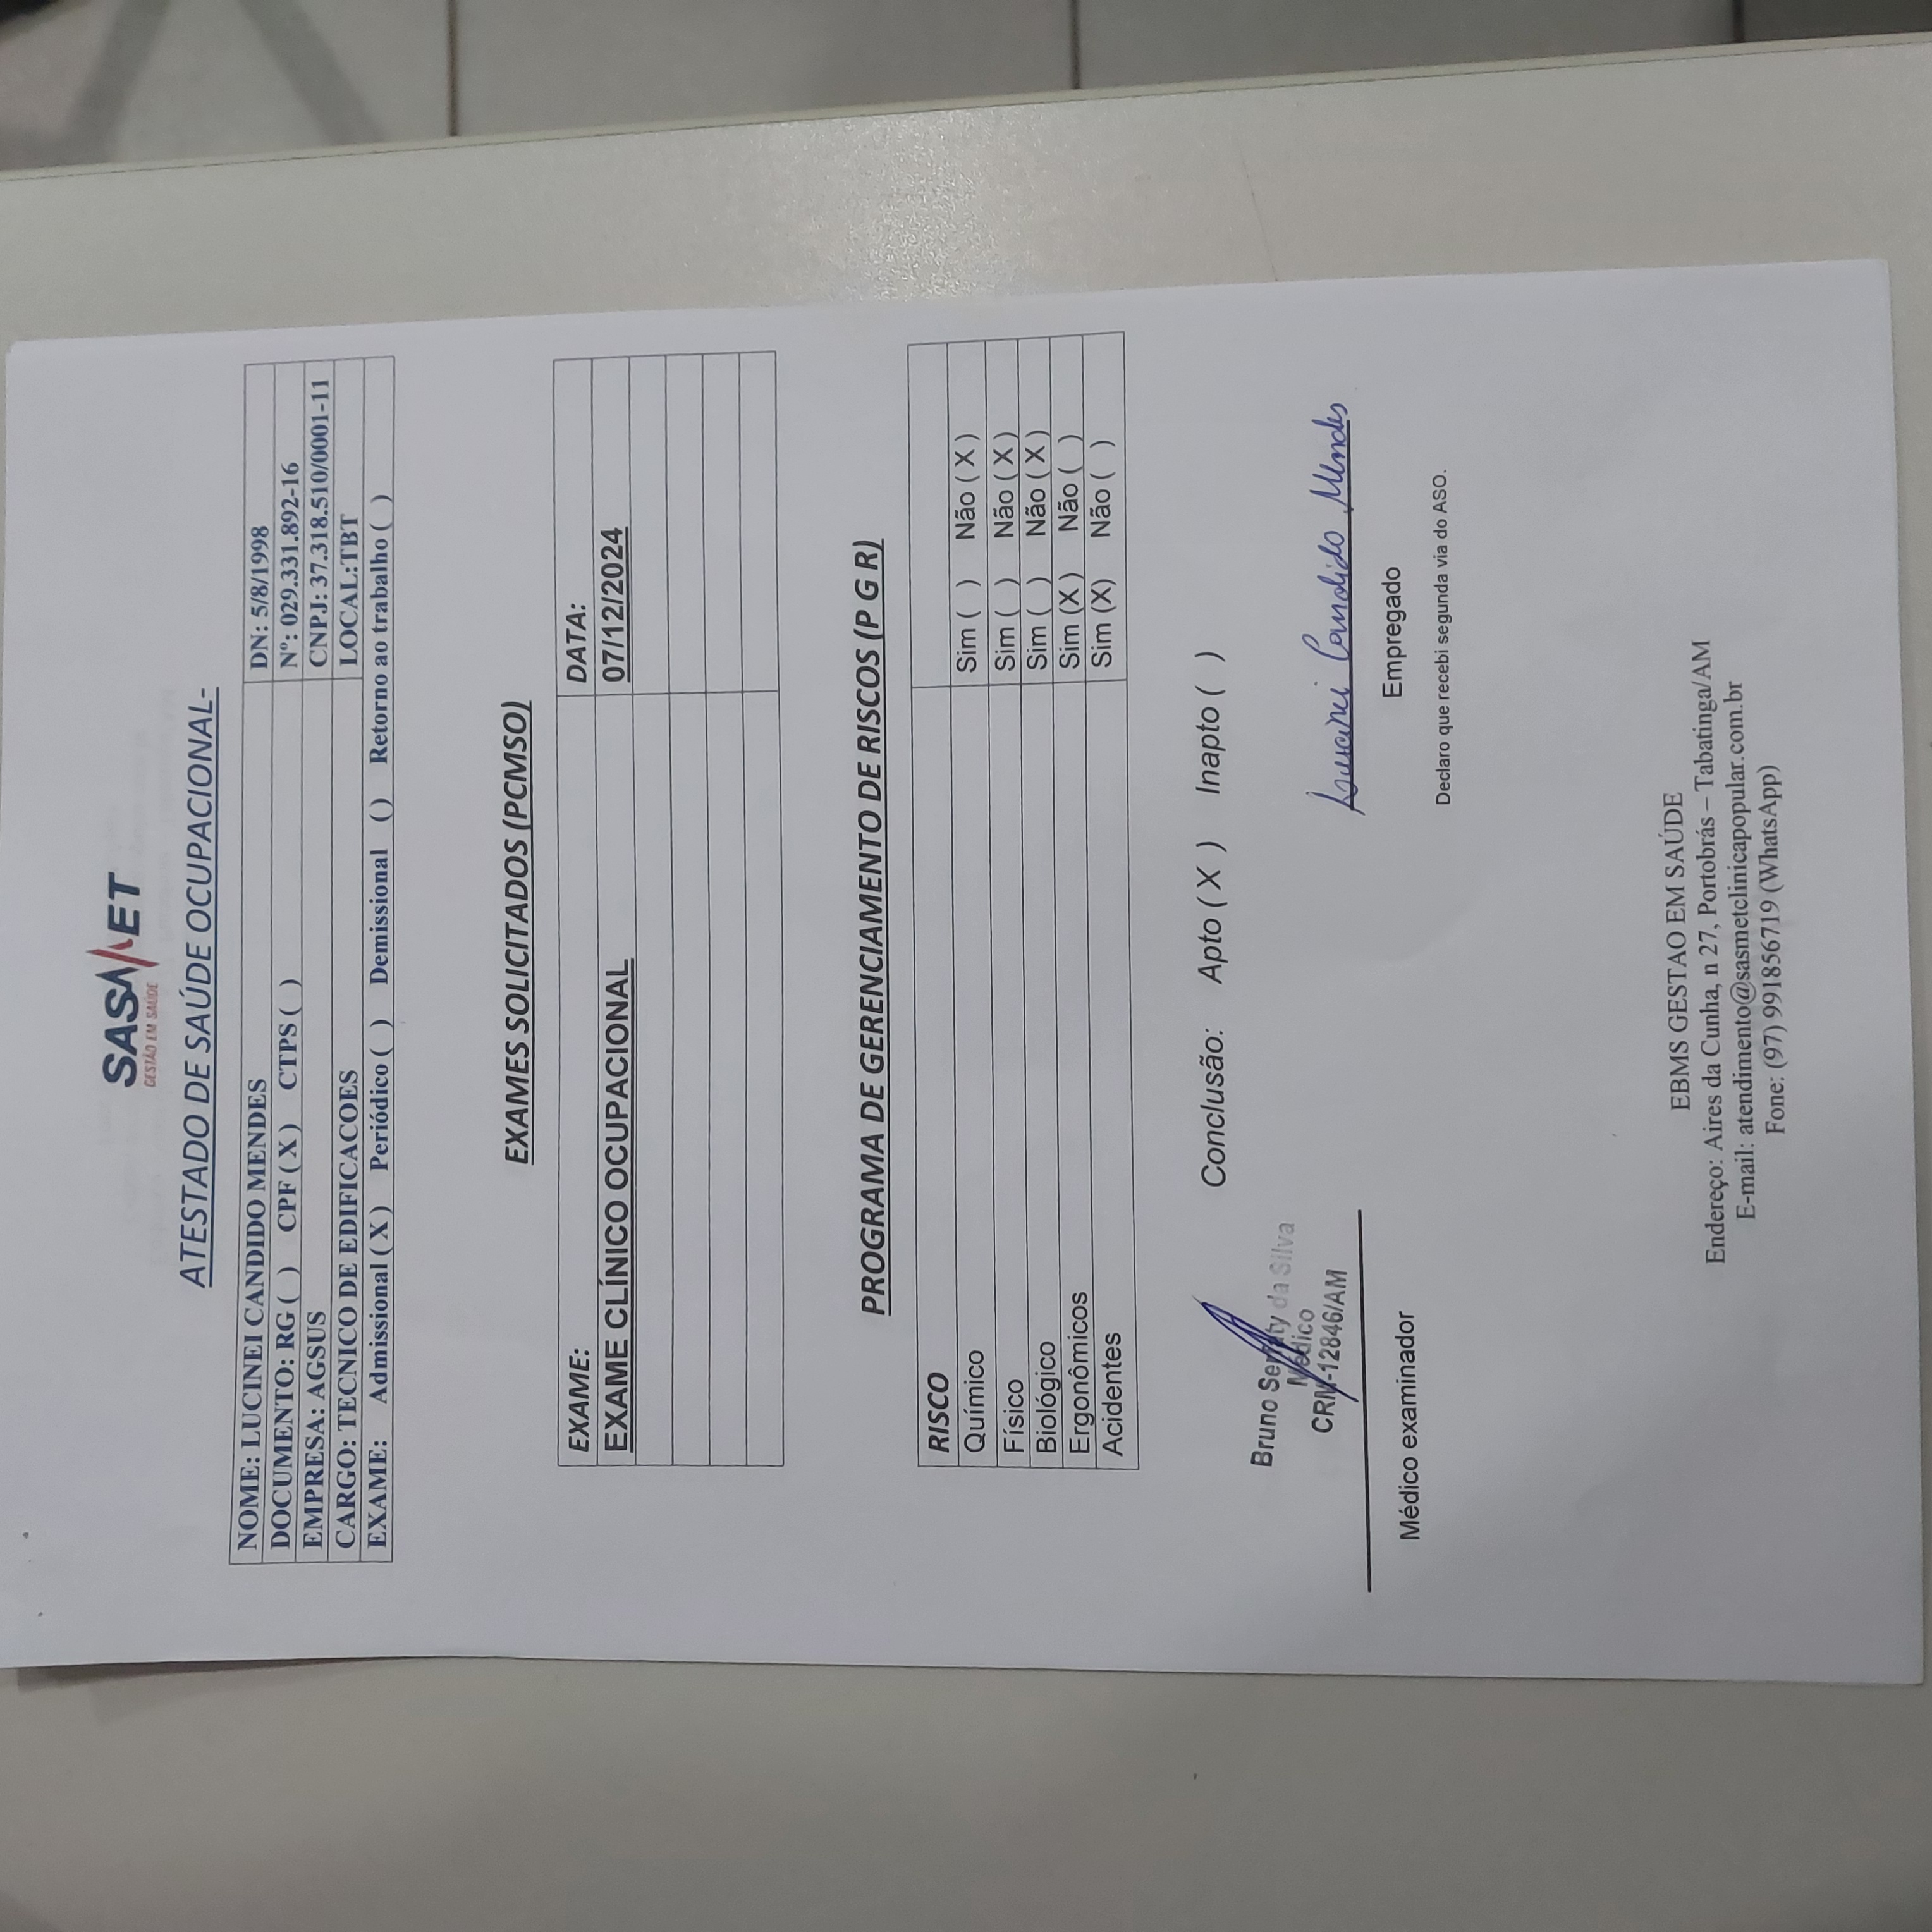 SASMET
GESTÃO EM SAÚDE
ATESTADO DE SAÚDE OCUPACIONAL-
NOME: LUCINEI CANDIDO MENDES DN: 5/8/1998
DOCUMENTO: RG ( ) CPF ( X ) CTPS ( ) Nº: 029.331.892-16
EMPRESA: AGSUS CNPJ: 37.318.510/0001-11
CARGO: TECNICO DE EDIFICACOES LOCAL:TBT
EXAME: Admissional ( X ) Periódico ( ) Demissional () Retorno ao trabalho ( )
EXAMES SOLICITADOS (PCMSO)
EXAME: DATA:
EXAME CLÍNICO OCUPACIONAL 07/12/2024
PROGRAMA DE GERENCIAMENTO DE RISCOS (P G R)
RISCO
Químico Sim ( ) Não ( X )
Físico Sim ( ) Não ( X )
Biológico Sim ( ) Não ( X )
Ergonômicos Sim (X ) Não ( )
Acidentes Sim (X) Não ( )
Conclusão: Apto ( X ) Inapto ( )
Bruno Serfaty da Silva
Médico
CRM-12846/AM
Lucinei Candido Mendes
Médico examinador
Empregado
Declaro que recebi segunda via do ASO.
EBMS GESTAO EM SAÚDE
Endereço: Aires da Cunha, n 27, Portobrás – Tabatinga/AM
E-mail: atendimento@sasmetclinicapopular.com.br
Fone: (97) 991856719 (WhatsApp)